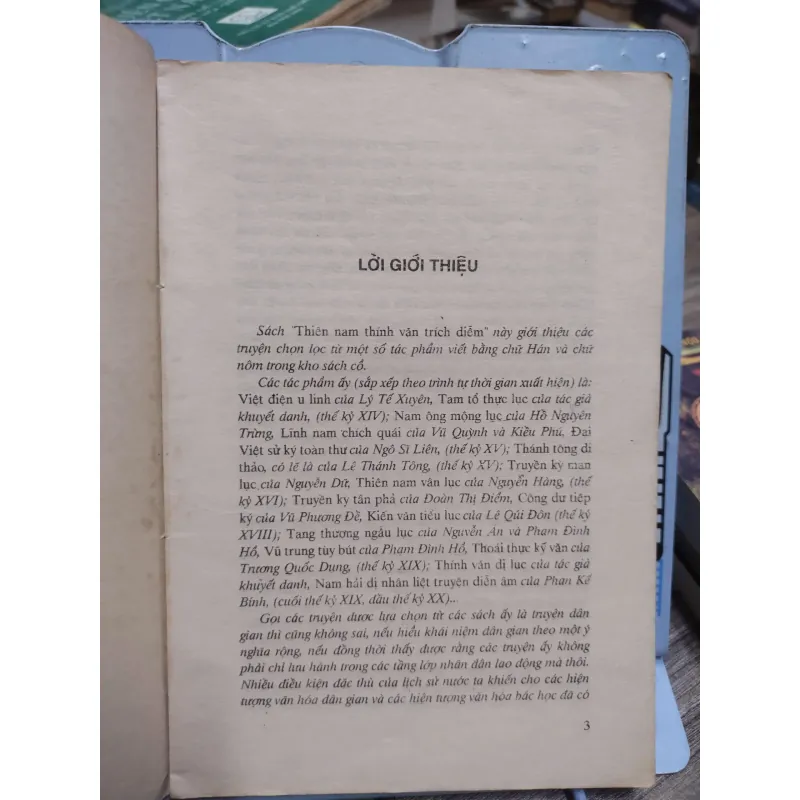 LỜI GIỚI THIỆU
Sách "Thiên nam thính văn trích diễm" này giới thiệu các
truyện chọn lọc từ một số tác phẩm viết bằng chữ Hán và chữ
nôm trong kho sách cổ.
Các tác phẩm ấy (sắp xếp theo trình tự thời gian xuất hiện) là:
Việt điện u linh của Lý Tế Xuyên, Tam tổ thực lục của tác giả
khuyết danh, (thế kỷ XIV); Nam ông mộng lục của Hồ Nguyên
Trừng, Lĩnh nam chích quái của Vũ Quỳnh và Kiều Phú, Đại
Việt sử ký toàn thư của Ngô Sĩ Liên, (thế kỷ XV); Thánh tông di
thảo, có lẽ là của Lê Thánh Tông, (thế kỷ XV); Truyền kỳ mạn
lục của Nguyễn Dữ, Thiên nam vân lục của Nguyễn Hàng, (thế
kỷ XVI); Truyền kỳ tân phả của Đoàn Thị Điểm, Công dư tiệp
ký của Vũ Phương Đề, Kiến văn tiểu lục của Lê Qúi Đôn (thế kỷ
XVIII); Tang thương ngẫu lục của Nguyễn Án và Phạm Đình
Hổ, Vũ trung tùy bút của Phạm Đình Hổ, Thoái thực ký văn của
Trương Quốc Dung, (thế kỷ XIX); Thính văn dị lục của tác giả
khuyết danh, Nam hải dị nhân liệt truyện diễn âm của Phan Kế
Bính, (cuối thế kỷ XIX, đầu thế kỷ XX)...
Gọi các truyện được lựa chọn từ các sách ấy là truyện dân
gian thì cũng không sai, nếu hiểu khái niệm dân gian theo một ý
nghĩa rộng, nếu đồng thời thấy được rằng các truyện ấy không
phải chỉ lưu hành trong các tầng lớp nhân dân lao động mà thôi.
Nhiều điều kiện đặc thù của lịch sử nước ta khiến cho các hiện
tượng văn hóa dân gian và các hiện tượng văn hóa bác học đã có
3